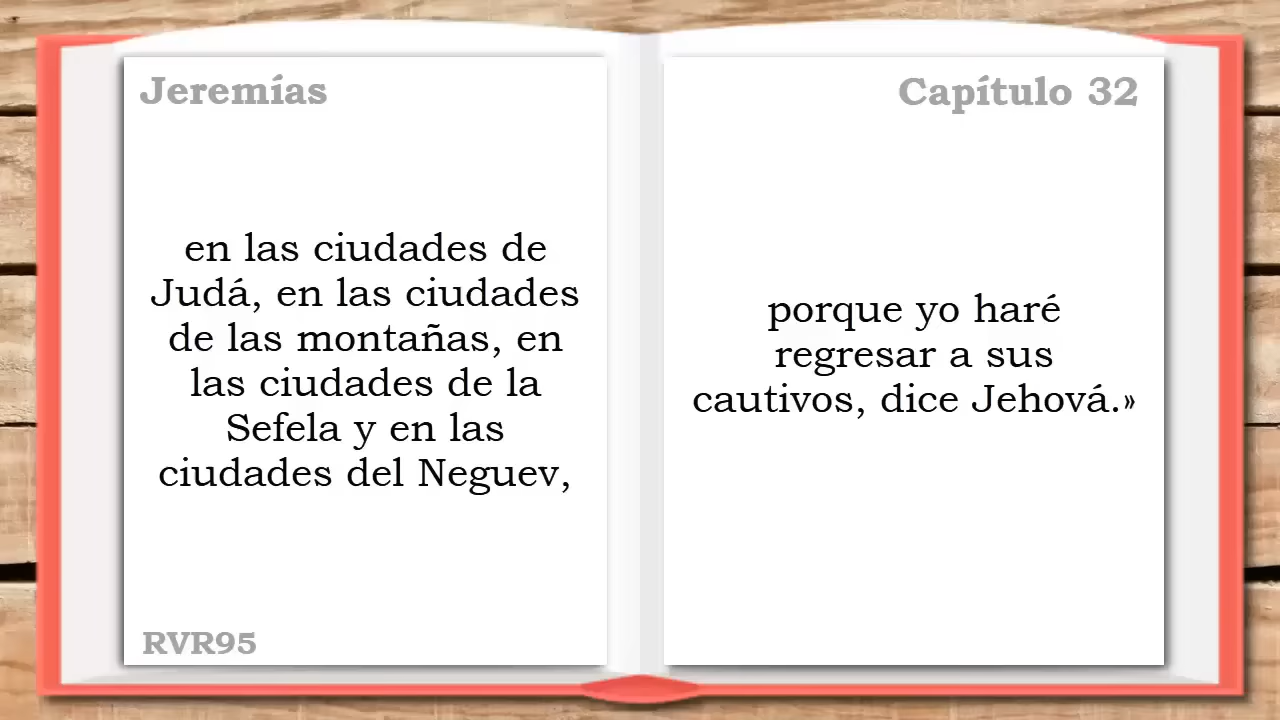 Jeremías
en las ciudades de
Judá, en las ciudades
de las montañas, en
las ciudades de la
Sefela y en las
ciudades del Neguev,
RVR95
Capítulo 32
porque yo haré
regresar a sus
cautivos, dice Jehová.»